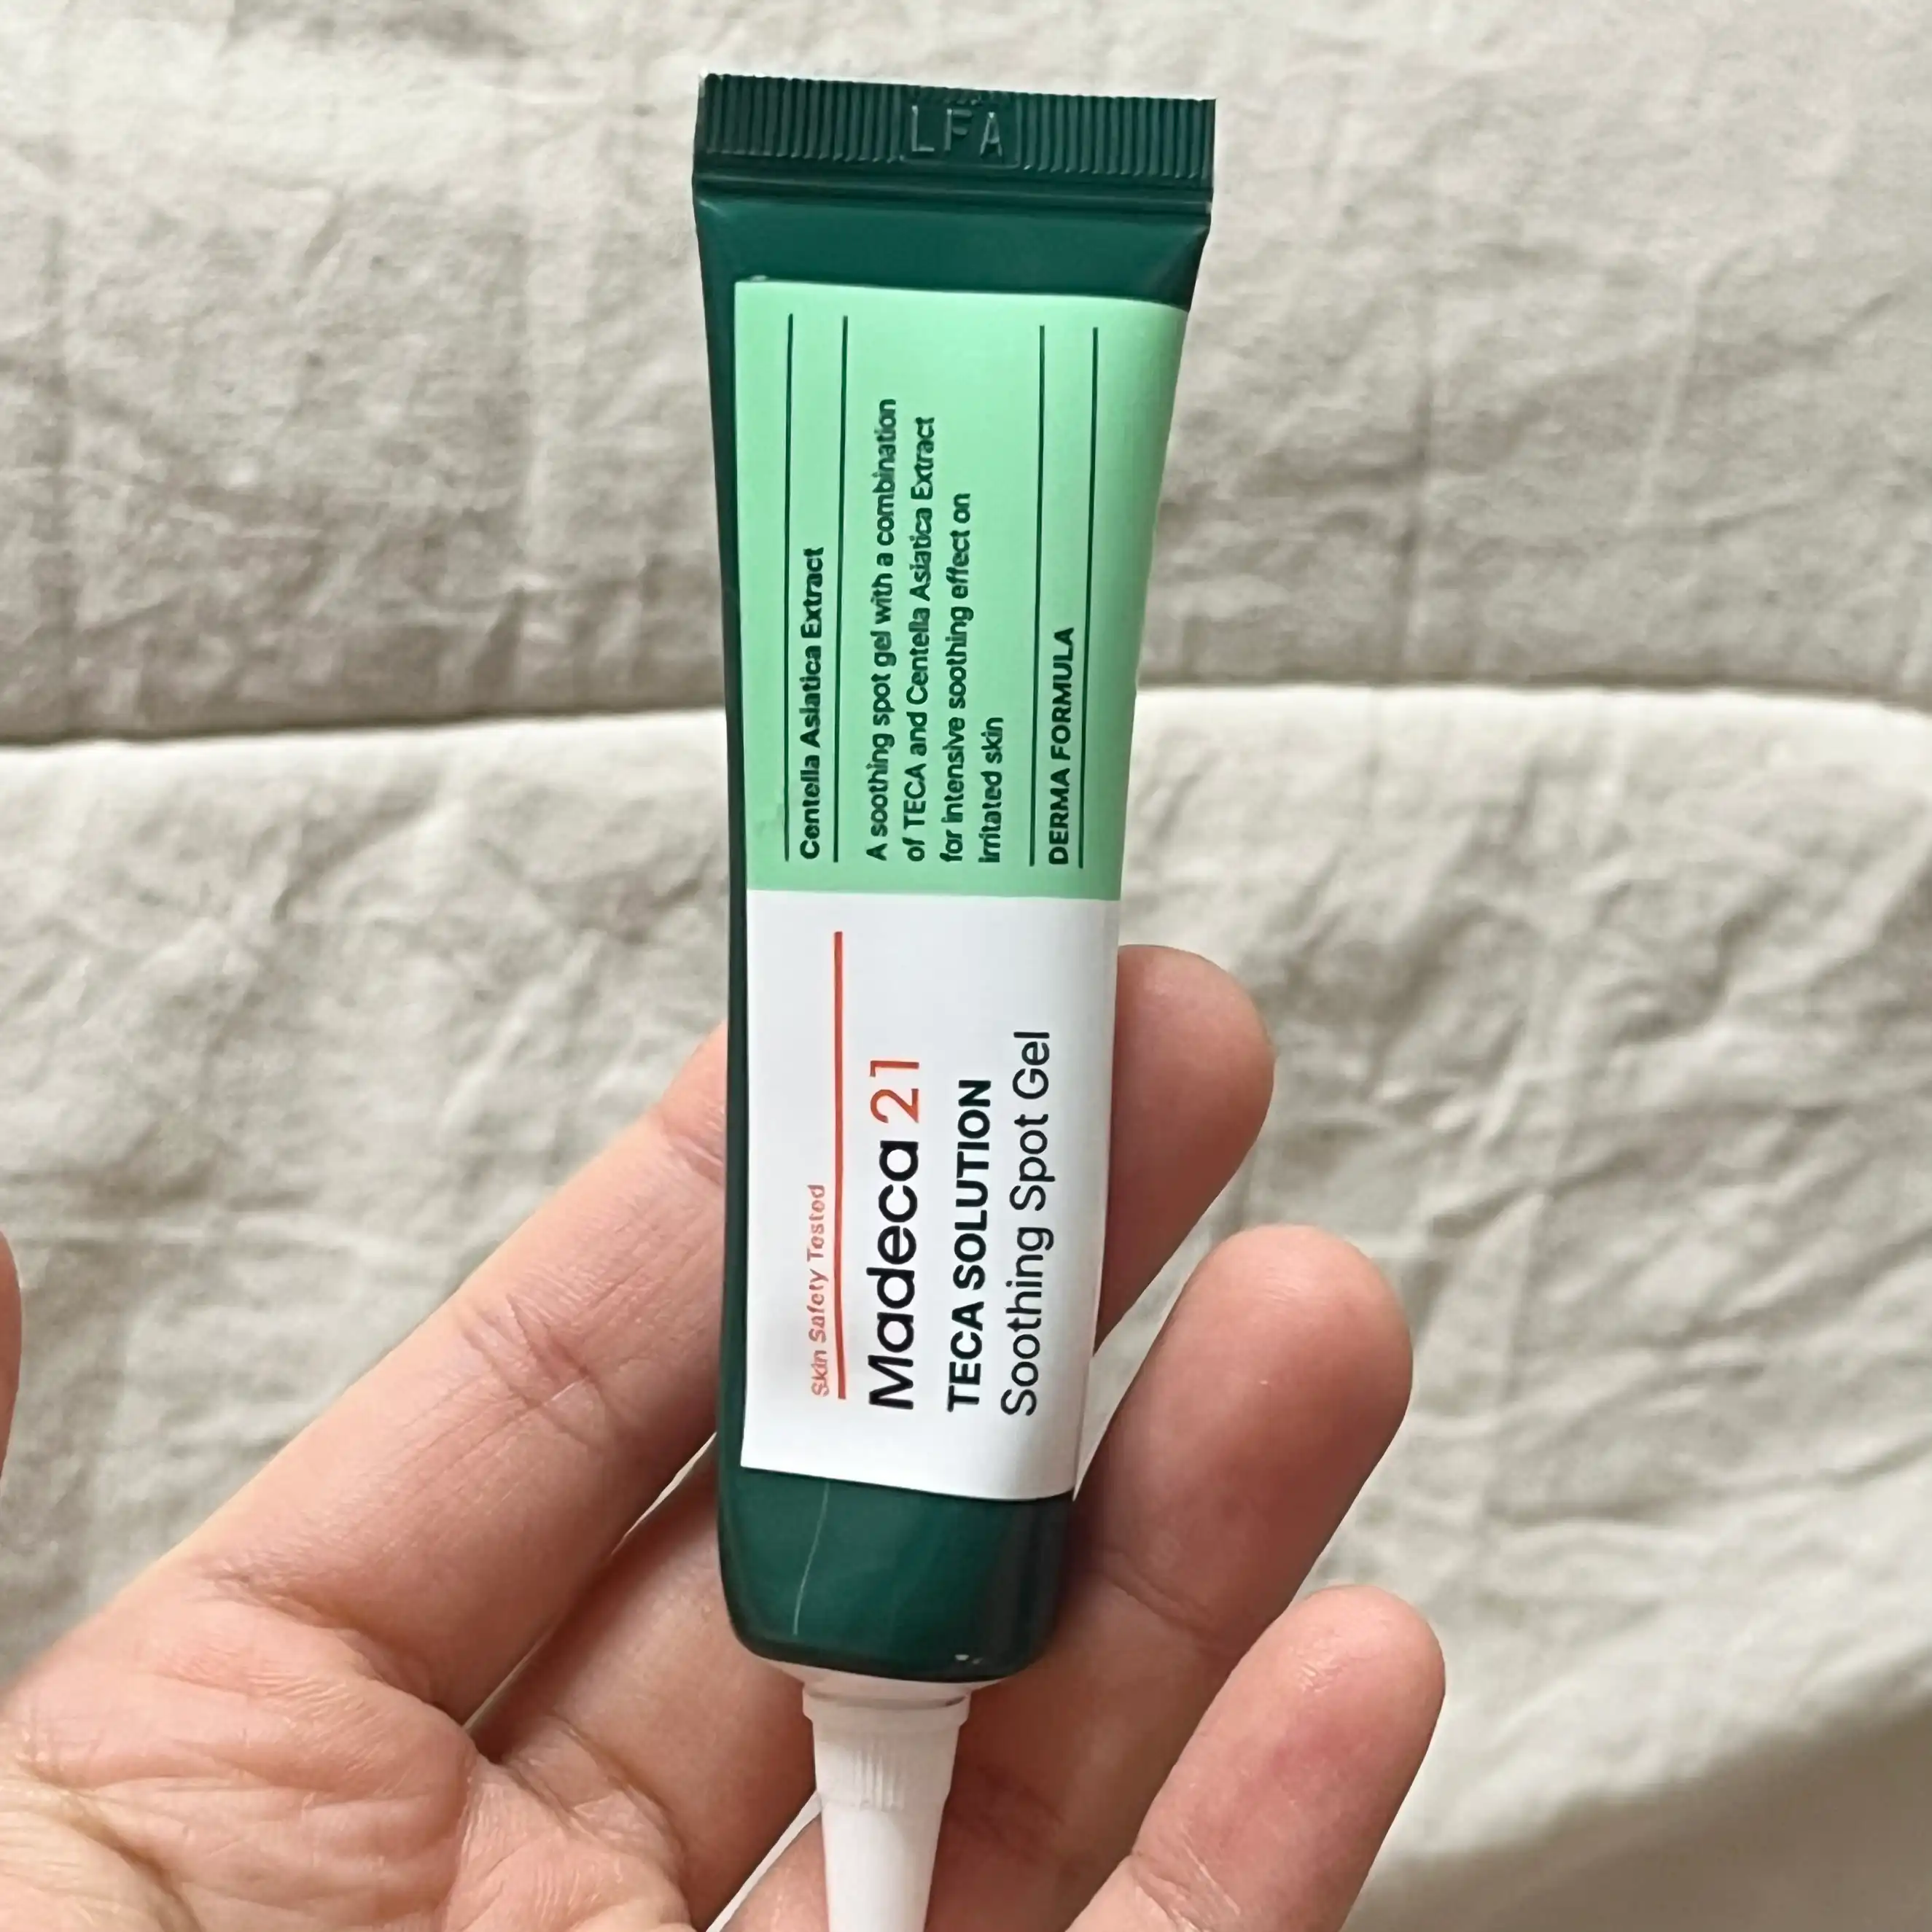 LFA
Skin Safety Tested
Madeca 21
TECA SOLUTION
Soothing Spot Gel
Centella Asiatica Extract
A soothing spot gel with a combination
of TECA and Centella Asiatica Extract
for intensive soothing effect on
irritated skin
DERMA FORMULA